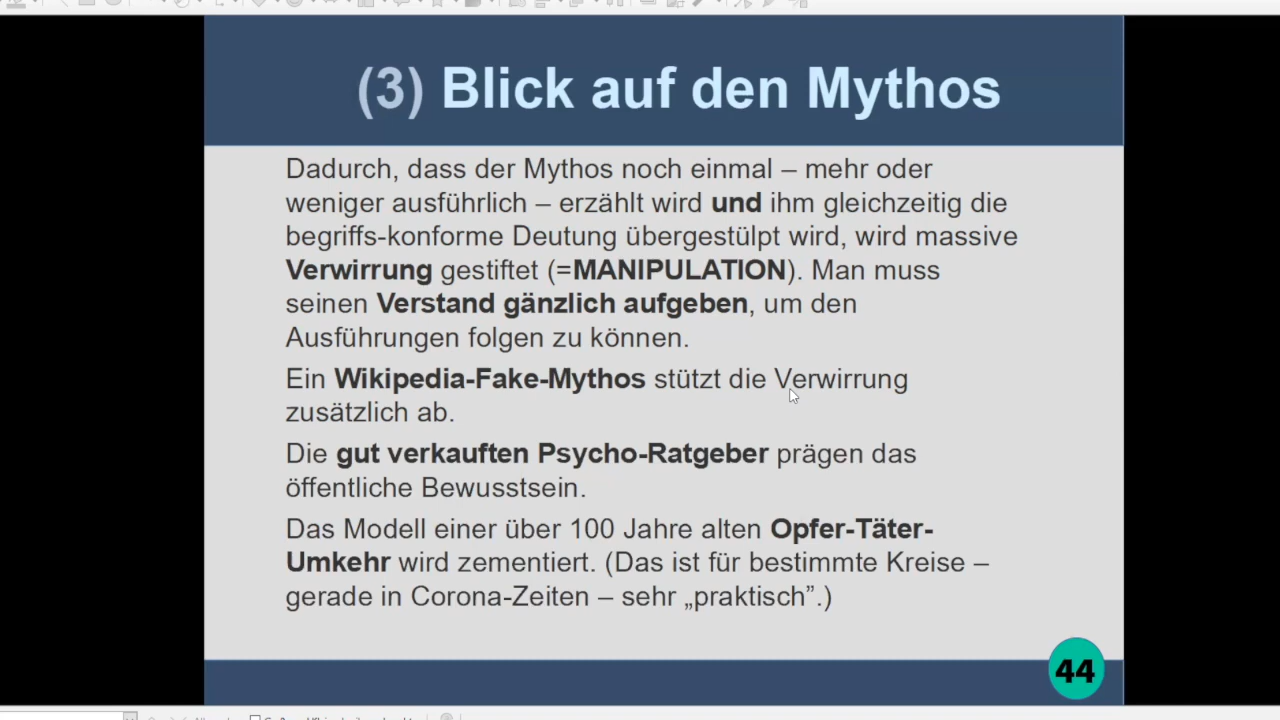 (3) Blick auf den Mythos
Dadurch, dass der Mythos noch einmal – mehr oder
weniger ausführlich – erzählt wird und ihm gleichzeitig die
begriffs-konforme Deutung übergestülpt wird, wird massive
Verwirrung gestiftet (=MANIPULATION). Man muss
seinen Verstand gänzlich aufgeben, um den
Ausführungen folgen zu können.
Ein Wikipedia-Fake-Mythos stützt die Verwirrung
zusätzlich ab.
Die gut verkauften Psycho-Ratgeber prägen das
öffentliche Bewusstsein.
Das Modell einer über 100 Jahre alten Opfer-Täter-
Umkehr wird zementiert. (Das ist für bestimmte Kreise –
gerade in Corona-Zeiten – sehr „praktisch”.)
44